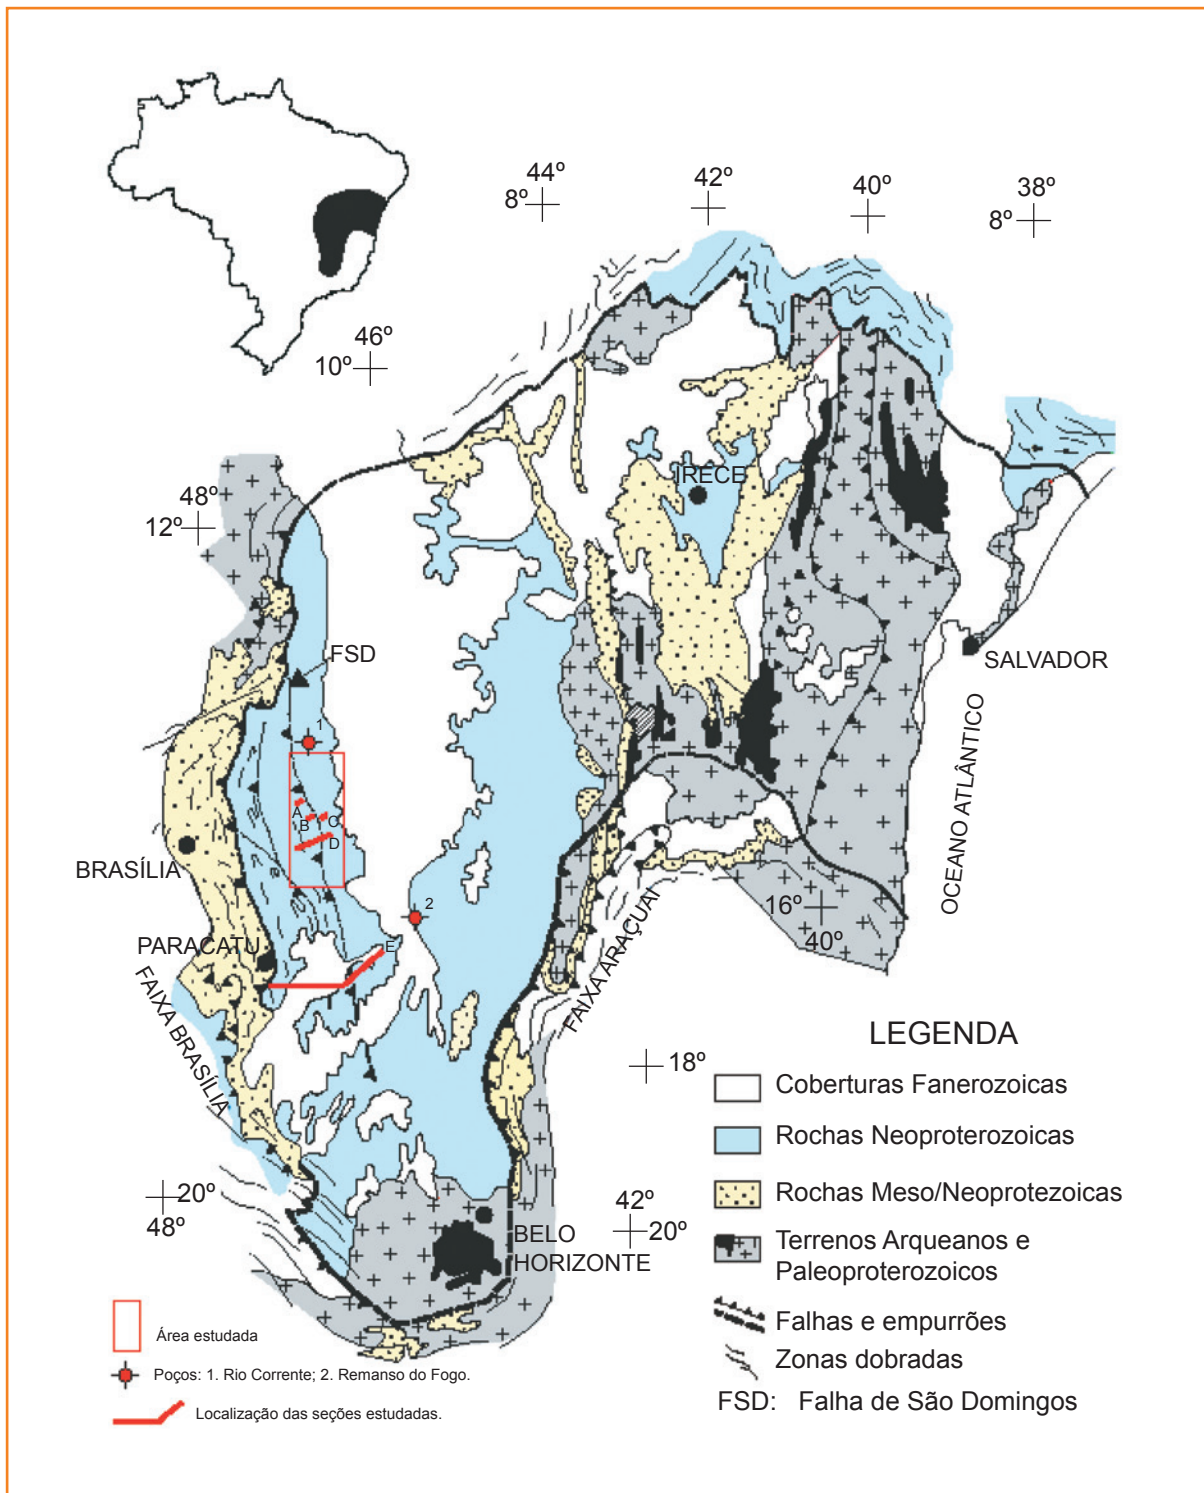 44º
42º
40º
38º
8º
8º
46º
10º
48º
12º
IRECE
FSD
SALVADOR
1
A
B
C
D
BRASÍLIA
OCEANO ATLÂNTICO
2
16º
40º
PARACATU
E
FAIXA BRASÍLIA
FAIXA ARAÇUAI
18º
20º
48º
42º
20º
BELO
HORIZONTE
LEGENDA
Coberturas Fanerozoicas
Rochas Neoproterozoicas
Rochas Meso/Neoprotezoicas
Terrenos Arqueanos e
Paleoproterozoicos
Falhas e empurrões
Zonas dobradas
FSD: Falha de São Domingos
Área estudada
Poços: 1. Rio Corrente; 2. Remanso do Fogo.
Localização das seções estudadas.